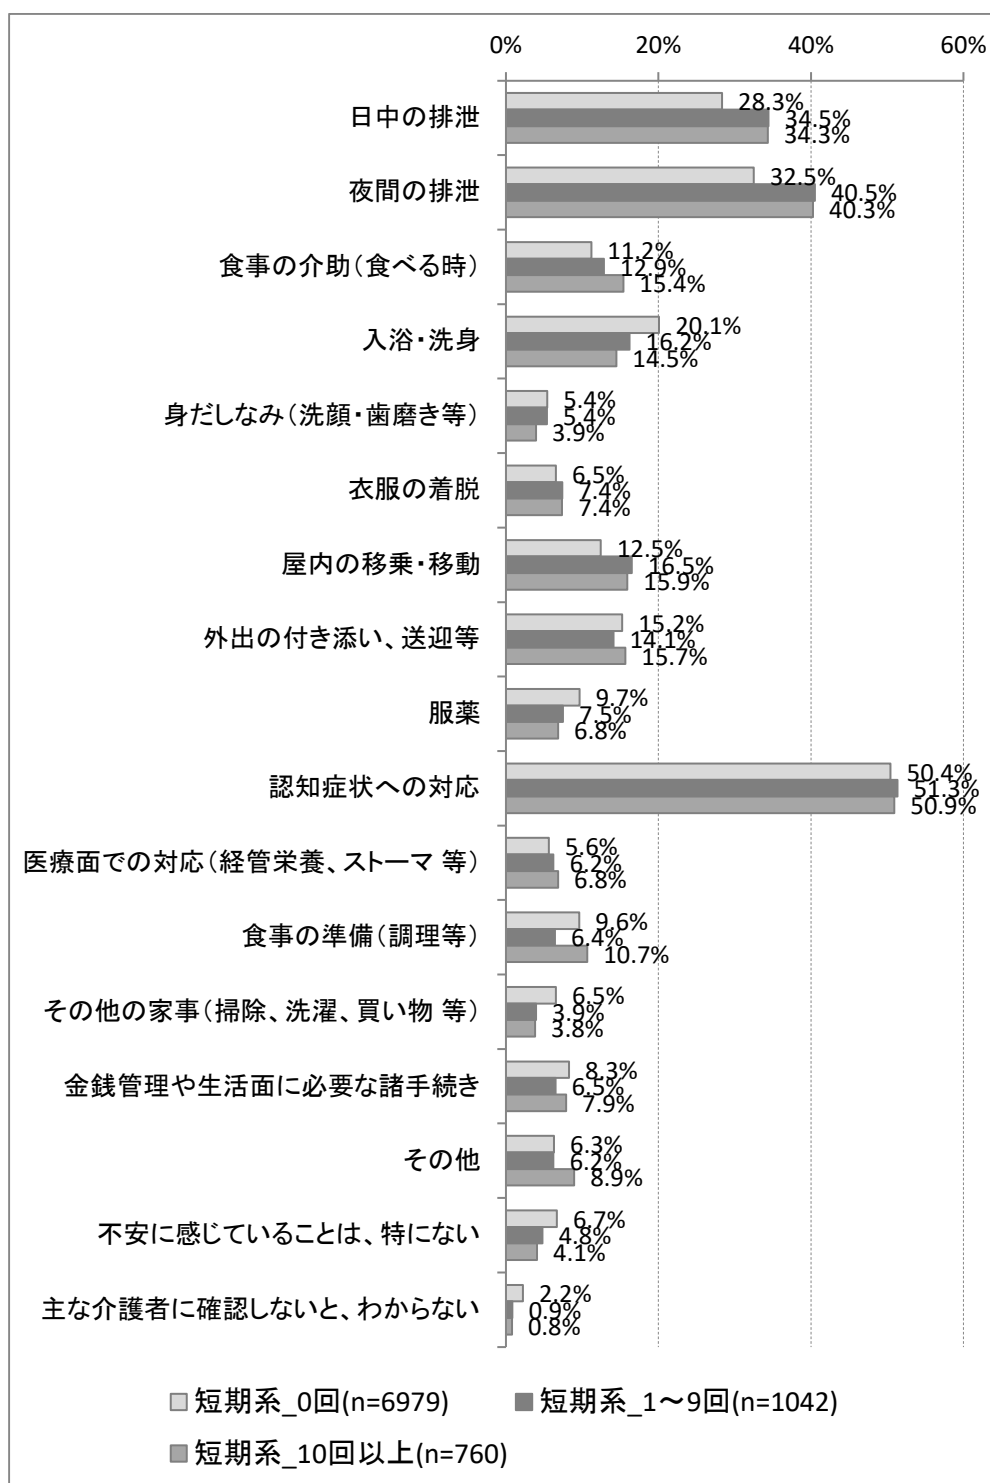 0% 20% 40% 60%
日中の排泄
28.3%
34.5%
34.3%
夜間の排泄
32.5%
40.5%
40.3%
食事の介助(食べる時)
11.2%
12.9%
15.4%
入浴・洗身
20.1%
16.2%
14.5%
身だしなみ(洗顔・歯磨き等)
5.4%
5.4%
3.9%
衣服の着脱
6.5%
7.4%
7.4%
屋内の移乗・移動
12.5%
16.5%
15.9%
外出の付き添い、送迎等
15.2%
14.1%
15.7%
服薬
9.7%
7.5%
6.8%
認知症状への対応
50.4%
51.3%
50.9%
医療面での対応(経管栄養、ストーマ 等)
5.6%
6.2%
6.8%
食事の準備(調理等)
9.6%
6.4%
10.7%
その他の家事(掃除、洗濯、買い物 等)
6.5%
3.9%
3.8%
金銭管理や生活面に必要な諸手続き
8.3%
6.5%
7.9%
その他
6.3%
6.2%
8.9%
不安に感じていることは、特にない
6.7%
4.8%
4.1%
主な介護者に確認しないと、わからない
2.2%
0.9%
0.8%
短期系_0回(n=6979) 短期系_1～9回(n=1042)
短期系_10回以上(n=760)